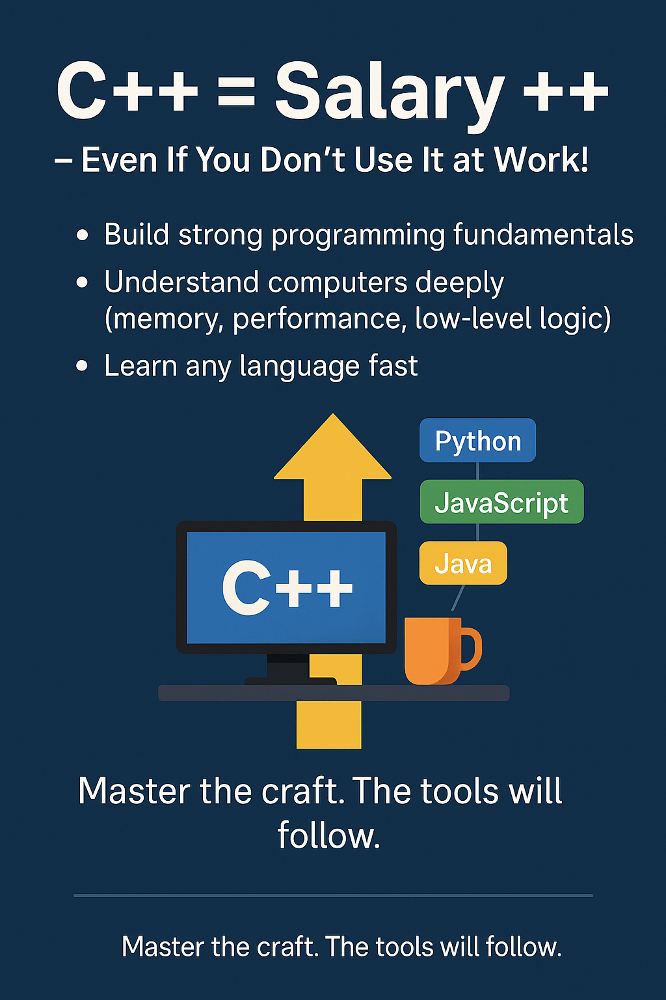 C++ = Salary ++
– Even If You Don’t Use It at Work!
• Build strong programming fundamentals
• Understand computers deeply
(memory, performance, low-level logic)
• Learn any language fast
Python
JavaScript
Java
C++
Master the craft. The tools will
follow.
Master the craft. The tools will follow.